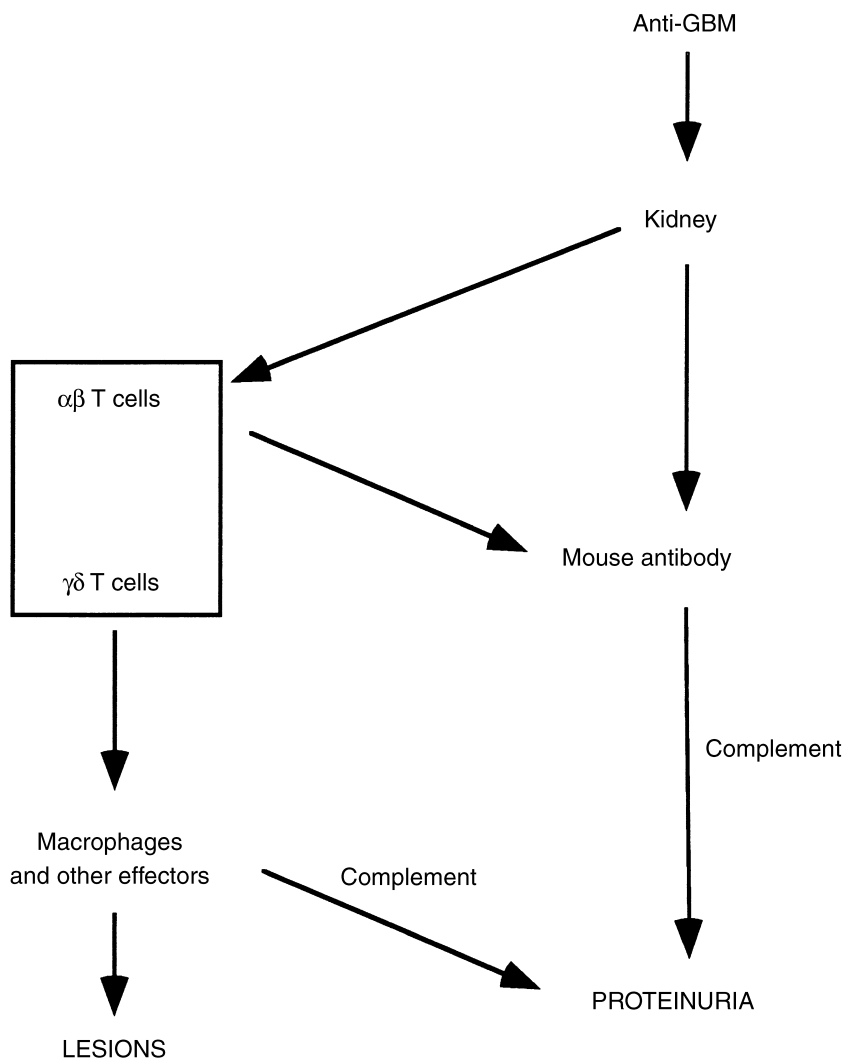 Anti-GBM
Kidney
αβ T cells
γδ T cells
Mouse antibody
Complement
Macrophages
and other effectors
Complement
PROTEINURIA
LESIONS